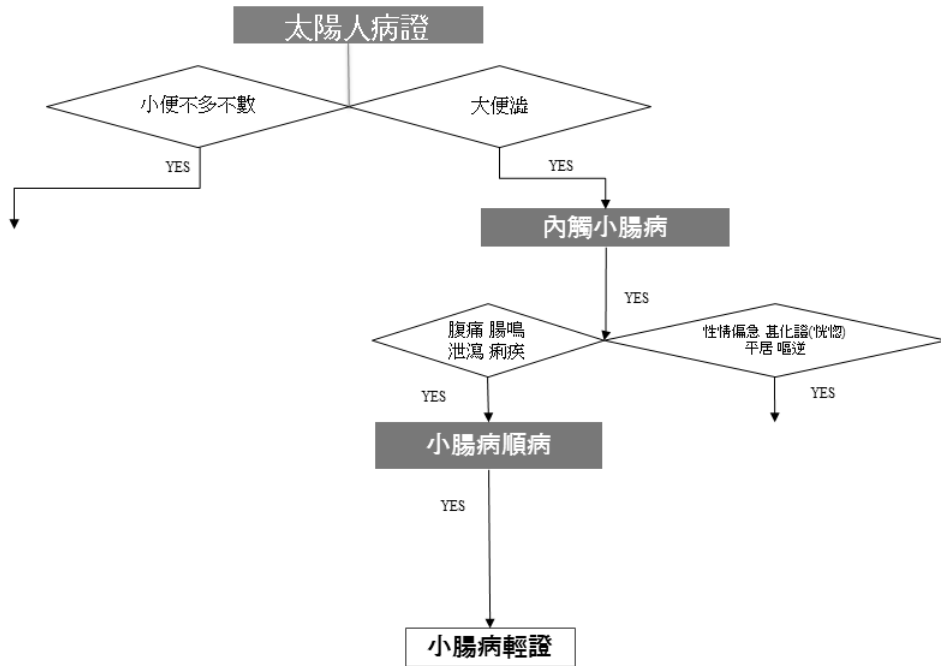 太陽人病證
小便不多不數
大便澁
YES
YES
內觸小腸病
YES
腹痛 腸鳴
泄瀉 痢疾
性情偏急 基化證(恍惚)
平居 嘔逆
YES
YES
小腸病順病
YES
小腸病輕證